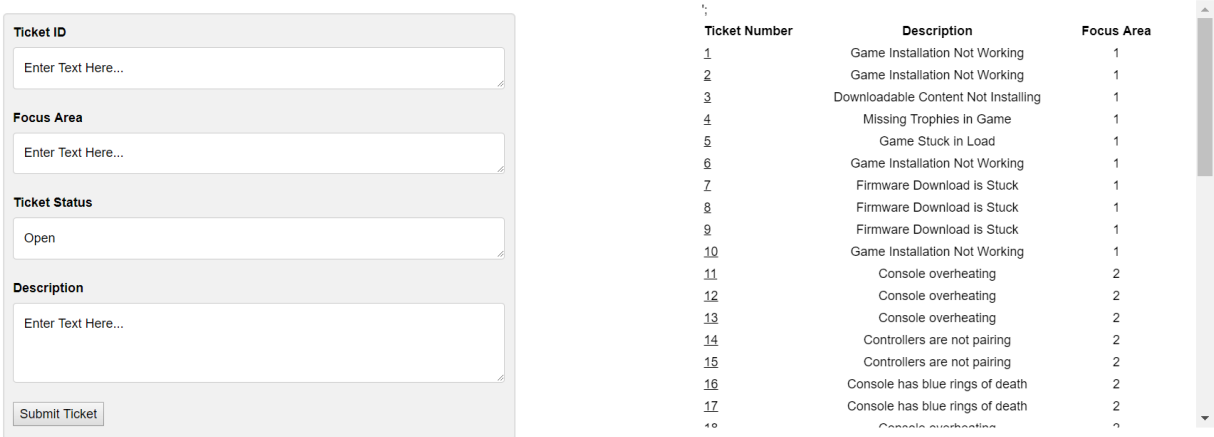 Ticket ID
Enter Text Here...
Focus Area
Enter Text Here...
Ticket Status
Open
Description
Enter Text Here...
Submit Ticket
';
Ticket Number Description Focus Area
1 Game Installation Not Working 1
2 Game Installation Not Working 1
3 Downloadable Content Not Installing 1
4 Missing Trophies in Game 1
5 Game Stuck in Load 1
6 Game Installation Not Working 1
7 Firmware Download is Stuck 1
8 Firmware Download is Stuck 1
9 Firmware Download is Stuck 1
10 Game Installation Not Working 1
11 Console overheating 2
12 Console overheating 2
13 Console overheating 2
14 Controllers are not pairing 2
15 Controllers are not pairing 2
16 Console has blue rings of death 2
17 Console has blue rings of death 2
18 Console overheating 2